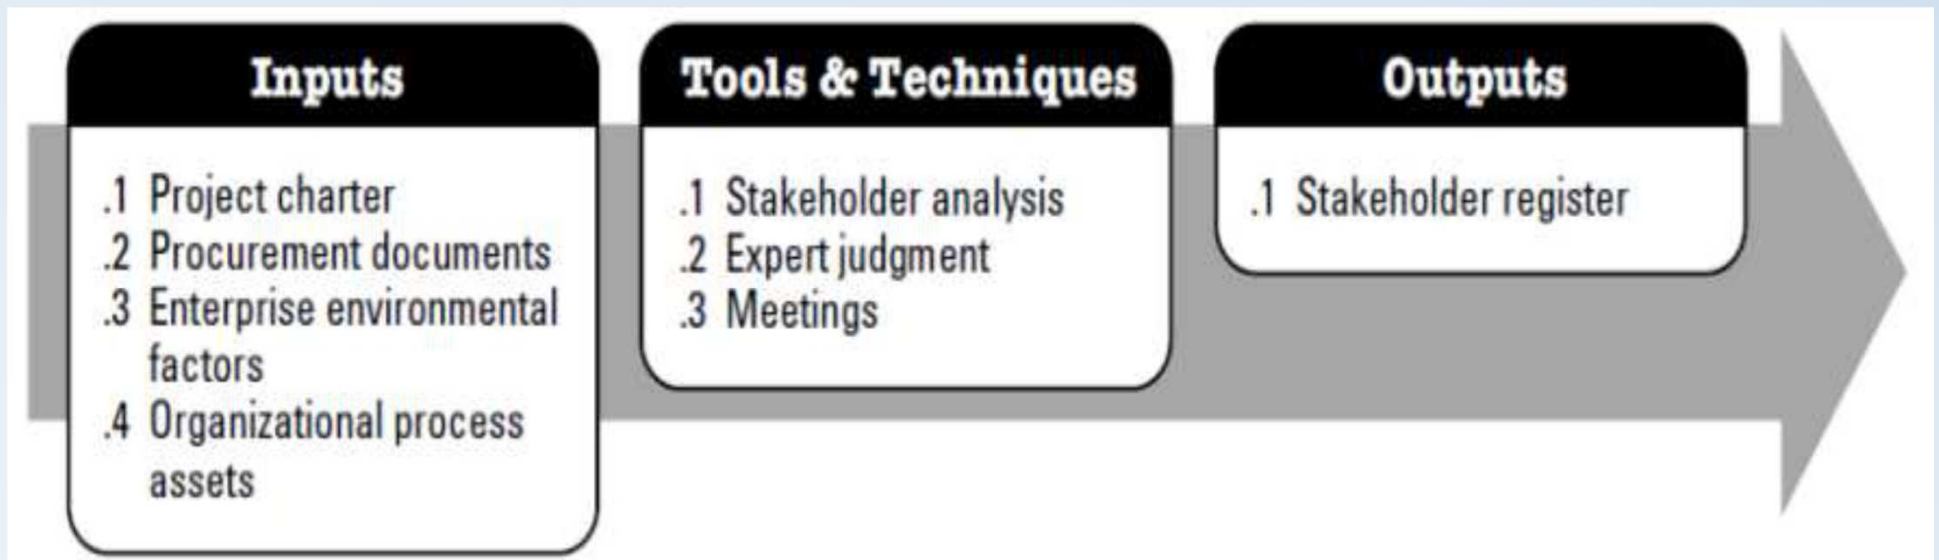 Inputs
.1 Project charter
.2 Procurement documents
.3 Enterprise environmental
factors
.4 Organizational process
assets
Tools & Techniques
.1 Stakeholder analysis
.2 Expert judgment
.3 Meetings
Outputs
.1 Stakeholder register